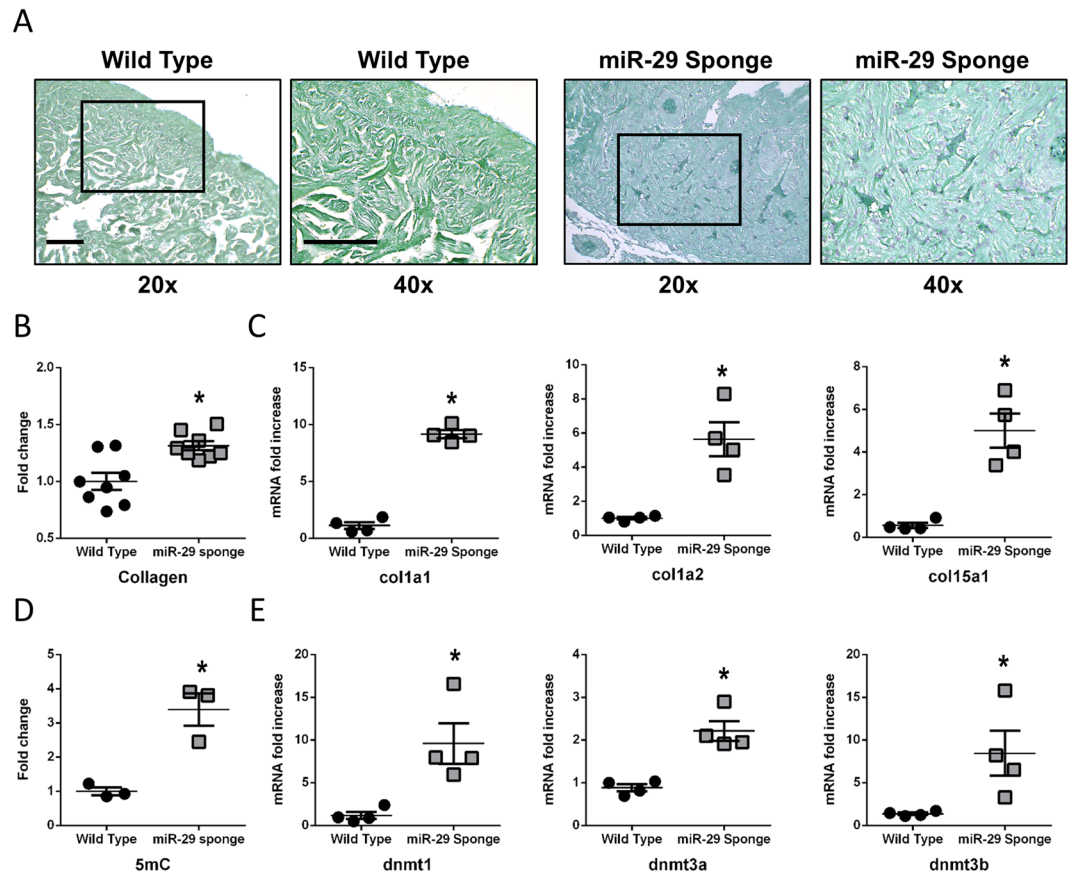 A
Wild Type
Wild Type
miR-29 Sponge
miR-29 Sponge
20x
40x
20x
40x
B
C
Fold change
2.0
1.5
1.0
0.5
*
Wild Type
miR-29 sponge
Collagen
mRNA fold increase
15
10
5
0
*
Wild Type
miR-29 sponge
col1a1
mRNA fold increase
10
8
6
4
2
0
*
Wild Type
miR-29 sponge
col1a2
mRNA fold increase
8
6
4
2
0
*
Wild Type
miR-29 sponge
col15a1
D
E
Fold change
5
4
3
2
1
0
*
Wild Type
miR-29 Sponge
5mC
mRNA fold increase
20
15
10
5
0
*
Wild Type
miR-29 Sponge
dnmt1
mRNA fold increase
4
3
2
1
0
*
Wild Type
miR-29 Sponge
dnmt3a
mRNA fold increase
20
15
10
5
0
*
Wild Type
miR-29 Sponge
dnmt3b